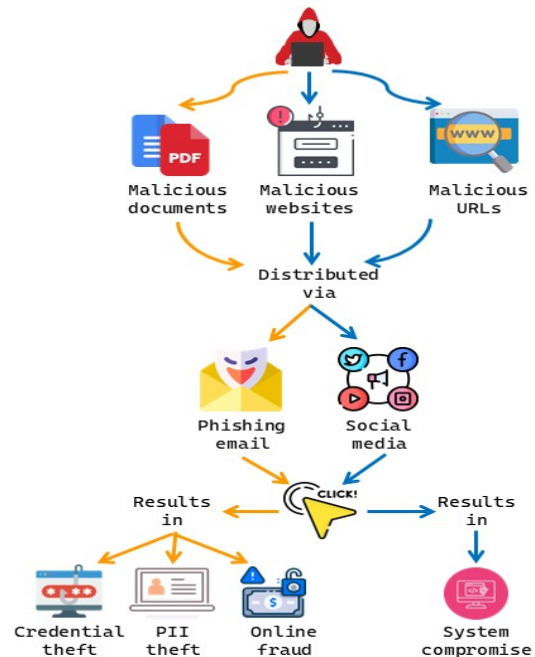 PDF
www
Malicious
documents
Malicious
websites
Malicious
URLs
Distributed
via
Phishing
email
Social
media
CLICK!
Results
in
Results
in
Credential
theft
PII
theft
Online
fraud
System
compromise